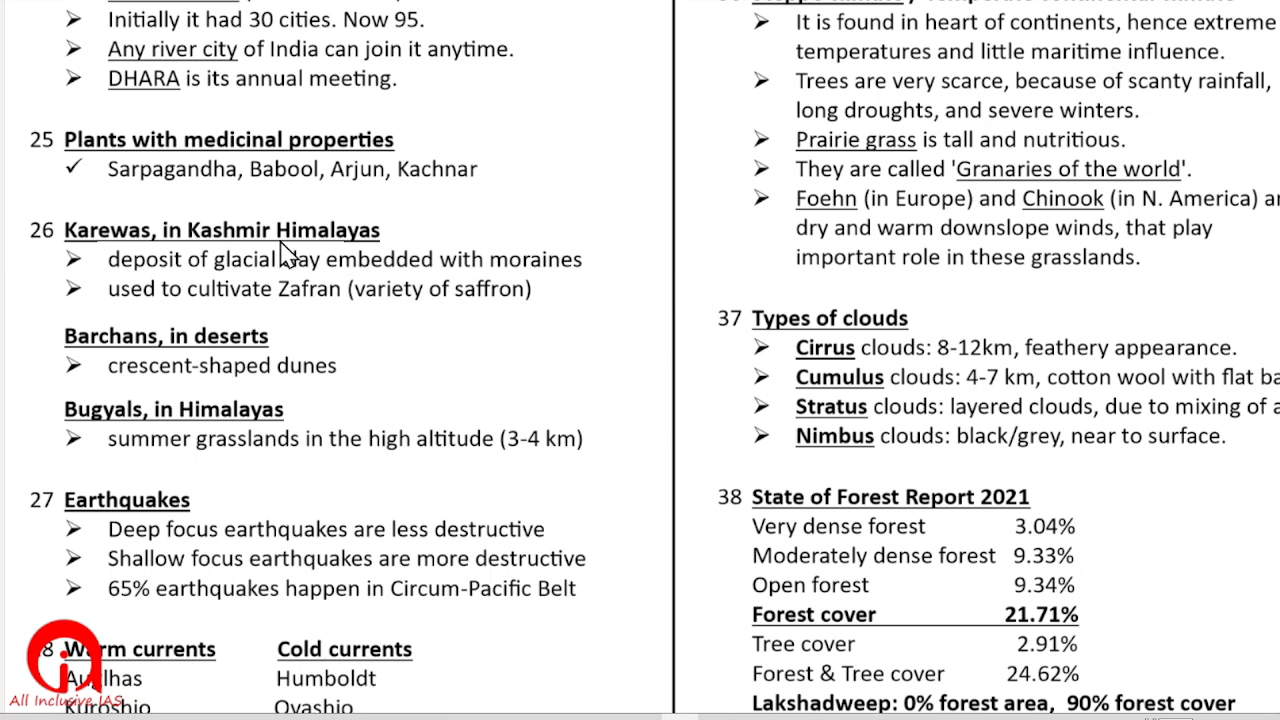 Initially it had 30 cities. Now 95.
Any river city of India can join it anytime.
DHARA is its annual meeting.
25 Plants with medicinal properties
Sarpagandha, Babool, Arjun, Kachnar
26 Karewas, in Kashmir Himalayas
deposit of glacial clay embedded with moraines
used to cultivate Zafran (variety of saffron)
Barchans, in deserts
crescent-shaped dunes
Bugyals, in Himalayas
summer grasslands in the high altitude (3-4 km)
27 Earthquakes
Deep focus earthquakes are less destructive
Shallow focus earthquakes are more destructive
65% earthquakes happen in Circum-Pacific Belt
Warm currents Cold currents
Humboldt
Kuroshio Oyashio
All Inclusive IAS
It is found in heart of continents, hence extreme
temperatures and little maritime influence.
Trees are very scarce, because of scanty rainfall,
long droughts, and severe winters.
Prairie grass is tall and nutritious.
They are called 'Granaries of the world'.
Foehn (in Europe) and Chinook (in N. America)
dry and warm downslope winds, that play
important role in these grasslands.
37 Types of clouds
Cirrus clouds: 8-12km, feathery appearance.
Cumulus clouds: 4-7 km, cotton wool with flat
Stratus clouds: layered clouds, due to mixing of
Nimbus clouds: black/grey, near to surface.
38 State of Forest Report 2021
Very dense forest 3.04%
Moderately dense forest 9.33%
Open forest 9.34%
Forest cover 21.71%
Tree cover 2.91%
Forest & Tree cover 24.62%
Lakshadweep: 0% forest area, 90% forest cover